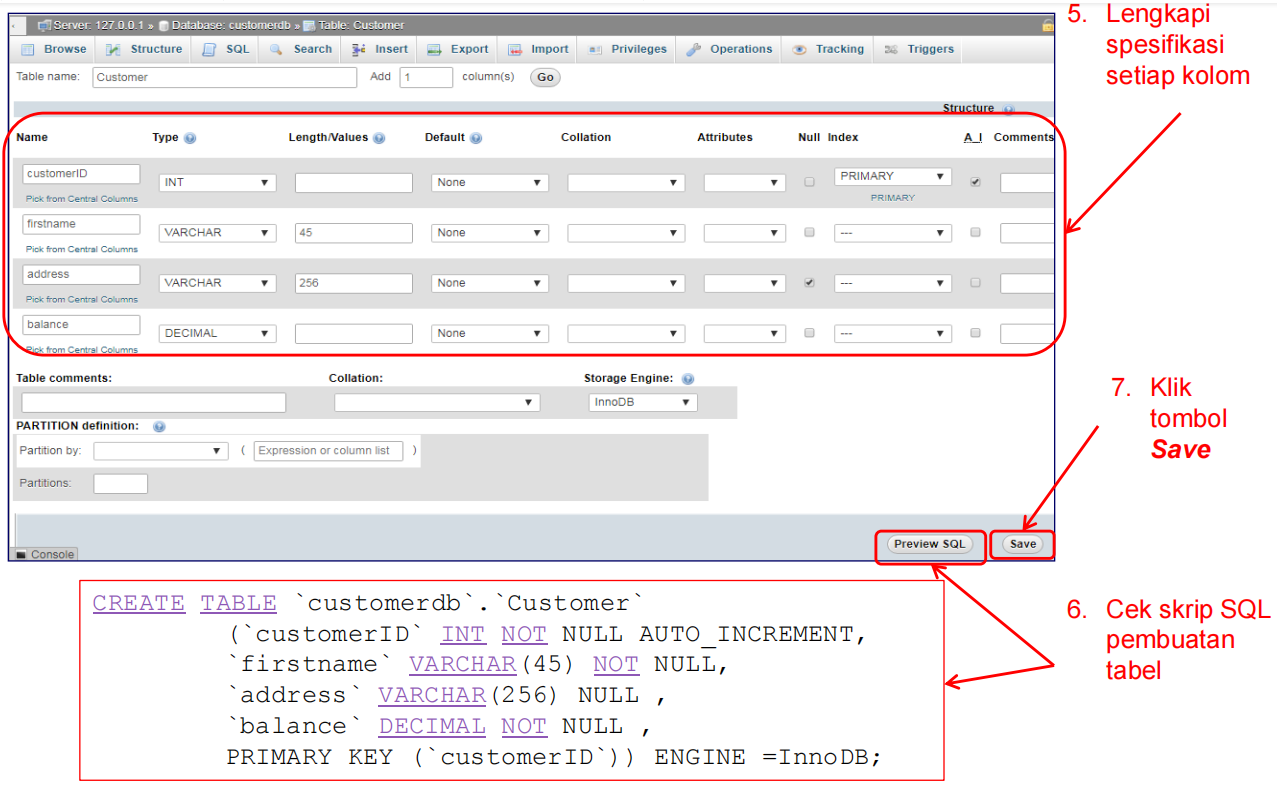 Server: 127.0.0.1 » Database: customerdb » Table: Customer
Browse Structure SQL Search Insert Export Import Privileges Operations Tracking Triggers
Table name: Customer Add 1 column(s) Go
Structure
Name Type Length/Values Default Collation Attributes Null Index A_I Comments
customerID INT None PRIMARY
Pick from Central Columns PRIMARY
firstname VARCHAR 45 None ---
Pick from Central Columns
address VARCHAR 256 None ---
Pick from Central Columns
balance DECIMAL None ---
Pick from Central Columns
Table comments: Collation: Storage Engine:
InnoDB
PARTITION definition:
Partition by: ( Expression or column list )
Partitions:
Preview SQL Save
Console
5. Lengkapi
spesifikasi
setiap kolom
7. Klik
tombol
Save
6. Cek skrip SQL
pembuatan
tabel
CREATE TABLE `customerdb`.`Customer`
(`customerID` INT NOT NULL AUTO_INCREMENT,
`firstname` VARCHAR(45) NOT NULL,
`address` VARCHAR(256) NULL ,
`balance` DECIMAL NOT NULL ,
PRIMARY KEY (`customerID`)) ENGINE =InnoDB;